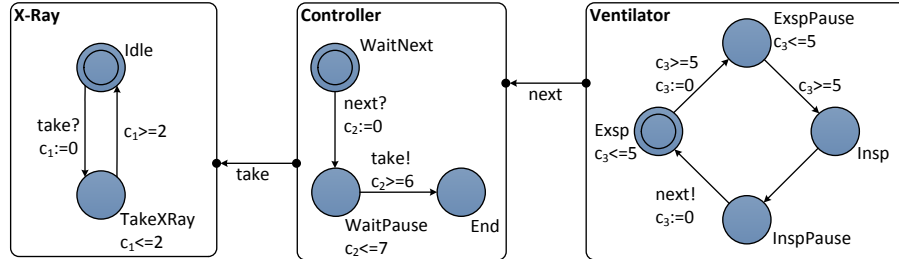 X-Ray
Idle
take?
c₁:=0
c₁>=2
TakeXRay
c₁<=2
take
Controller
WaitNext
next?
c₂:=0
take!
c₂>=6
WaitPause
c₂<=7
End
next
Ventilator
ExspPause
c₃<=5
c₃>=5
c₃:=0
c₃>=5
Exsp
c₃<=5
Insp
next!
c₃:=0
InspPause